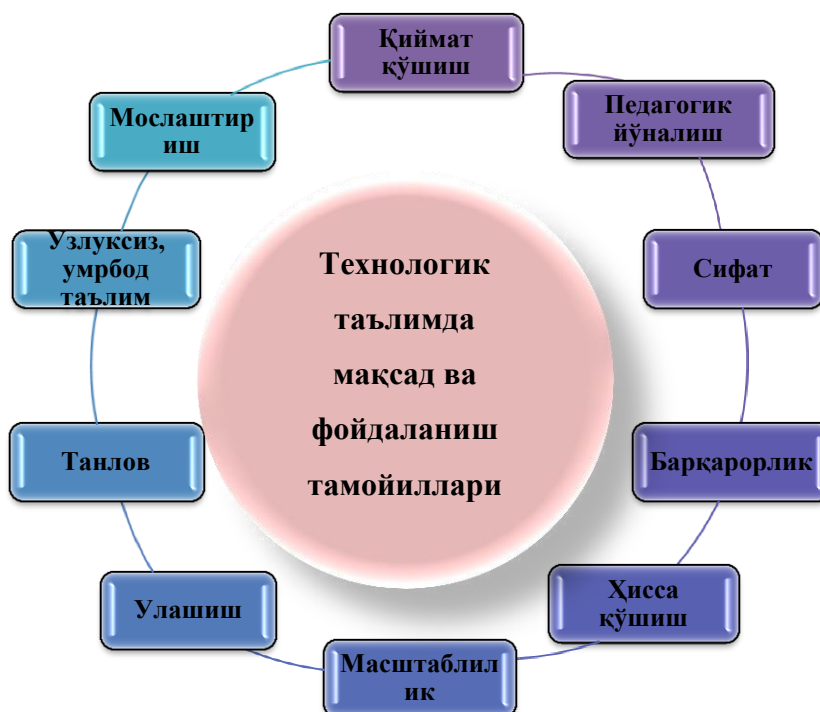 Қиймат
қўшиш
Педагогик
йўналиш
Сифат
Барқарорлик
Ҳисса
қўшиш
Масштаблил
ик
Улашиш
Танлов
Узлуксиз,
умрбод
таълим
Мослаштир
иш
Технологик
таълимда
мақсад ва
фойдаланиш
тамойиллари